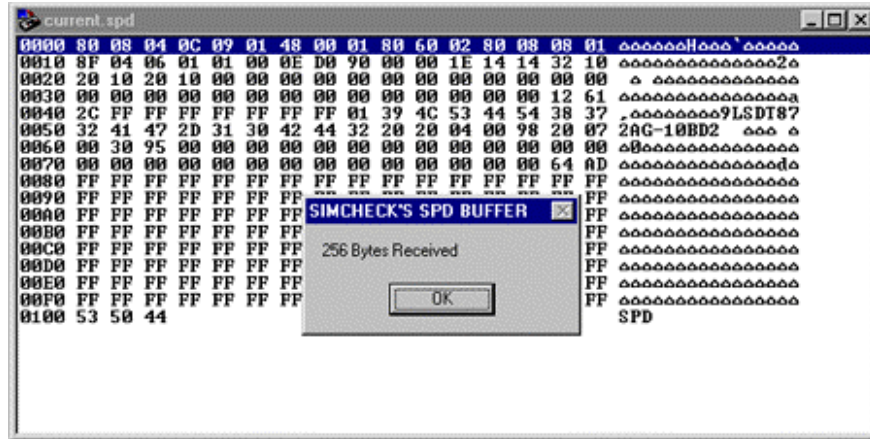 current.spd
0000 80 08 04 0C 09 01 48 00 01 80 60 02 80 08 08 01 △△△△△△H△△△`△△△△△
0010 8F 04 06 01 01 00 0E D0 90 00 00 1E 14 14 32 10 △△△△△△△△△△△△△△2△
0020 20 10 20 10 00 00 00 00 00 00 00 00 00 00 00 00  △ △△△△△△△△△△△△△
0030 00 00 00 00 00 00 00 00 00 00 00 00 00 00 12 61 △△△△△△△△△△△△△△△a
0040 2C FF FF FF FF FF FF FF 01 39 4C 53 44 54 38 37 ,△△△△△△△△9LSDT87
0050 32 41 47 2D 31 30 42 44 32 20 20 04 00 98 20 07 2AG-10BD2  △△△ △
0060 00 30 95 00 00 00 00 00 00 00 00 00 00 00 00 00 △0△△△△△△△△△△△△△△
0070 00 00 00 00 00 00 00 00 00 00 00 00 00 00 64 AD △△△△△△△△△△△△△△d△
0080 FF FF FF FF FF FF FF FF FF FF FF FF FF FF FF FF △△△△△△△△△△△△△△△△
0090 FF FF FF FF FF FF FF △△△△△△△△△△△△△△△△
SIMCHECK'S SPD BUFFER
00A0 FF FF FF FF FF FF FF △△△△△△△△△△△△△△△△
00B0 FF FF FF FF FF FF FF △△△△△△△△△△△△△△△△
256 Bytes Received
00C0 FF FF FF FF FF FF FF △△△△△△△△△△△△△△△△
00D0 FF FF FF FF FF FF FF △△△△△△△△△△△△△△△△
OK
00E0 FF FF FF FF FF FF FF △△△△△△△△△△△△△△△△
00F0 FF FF FF FF FF FF FF △△△△△△△△△△△△△△△△
0100 53 50 44 SPD